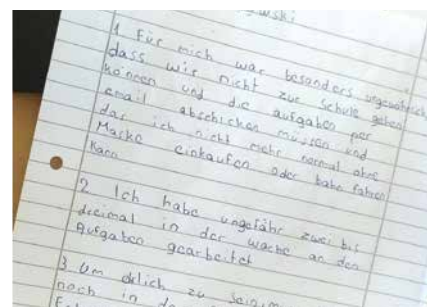 wski
1 Für mich war besonders ungewöhnlich
dass wir nicht zur Schule gehen
können und die aufgaben per
email abschicken müssen und
das ich nicht mehr normal ohne
Maske einkaufen oder bahn fahren
kann
2 Ich habe ungefähr zwei bis
dreimal in der woche an den
Aufgaben gearbeitet
3 Um ehrlich zu sein
noch in